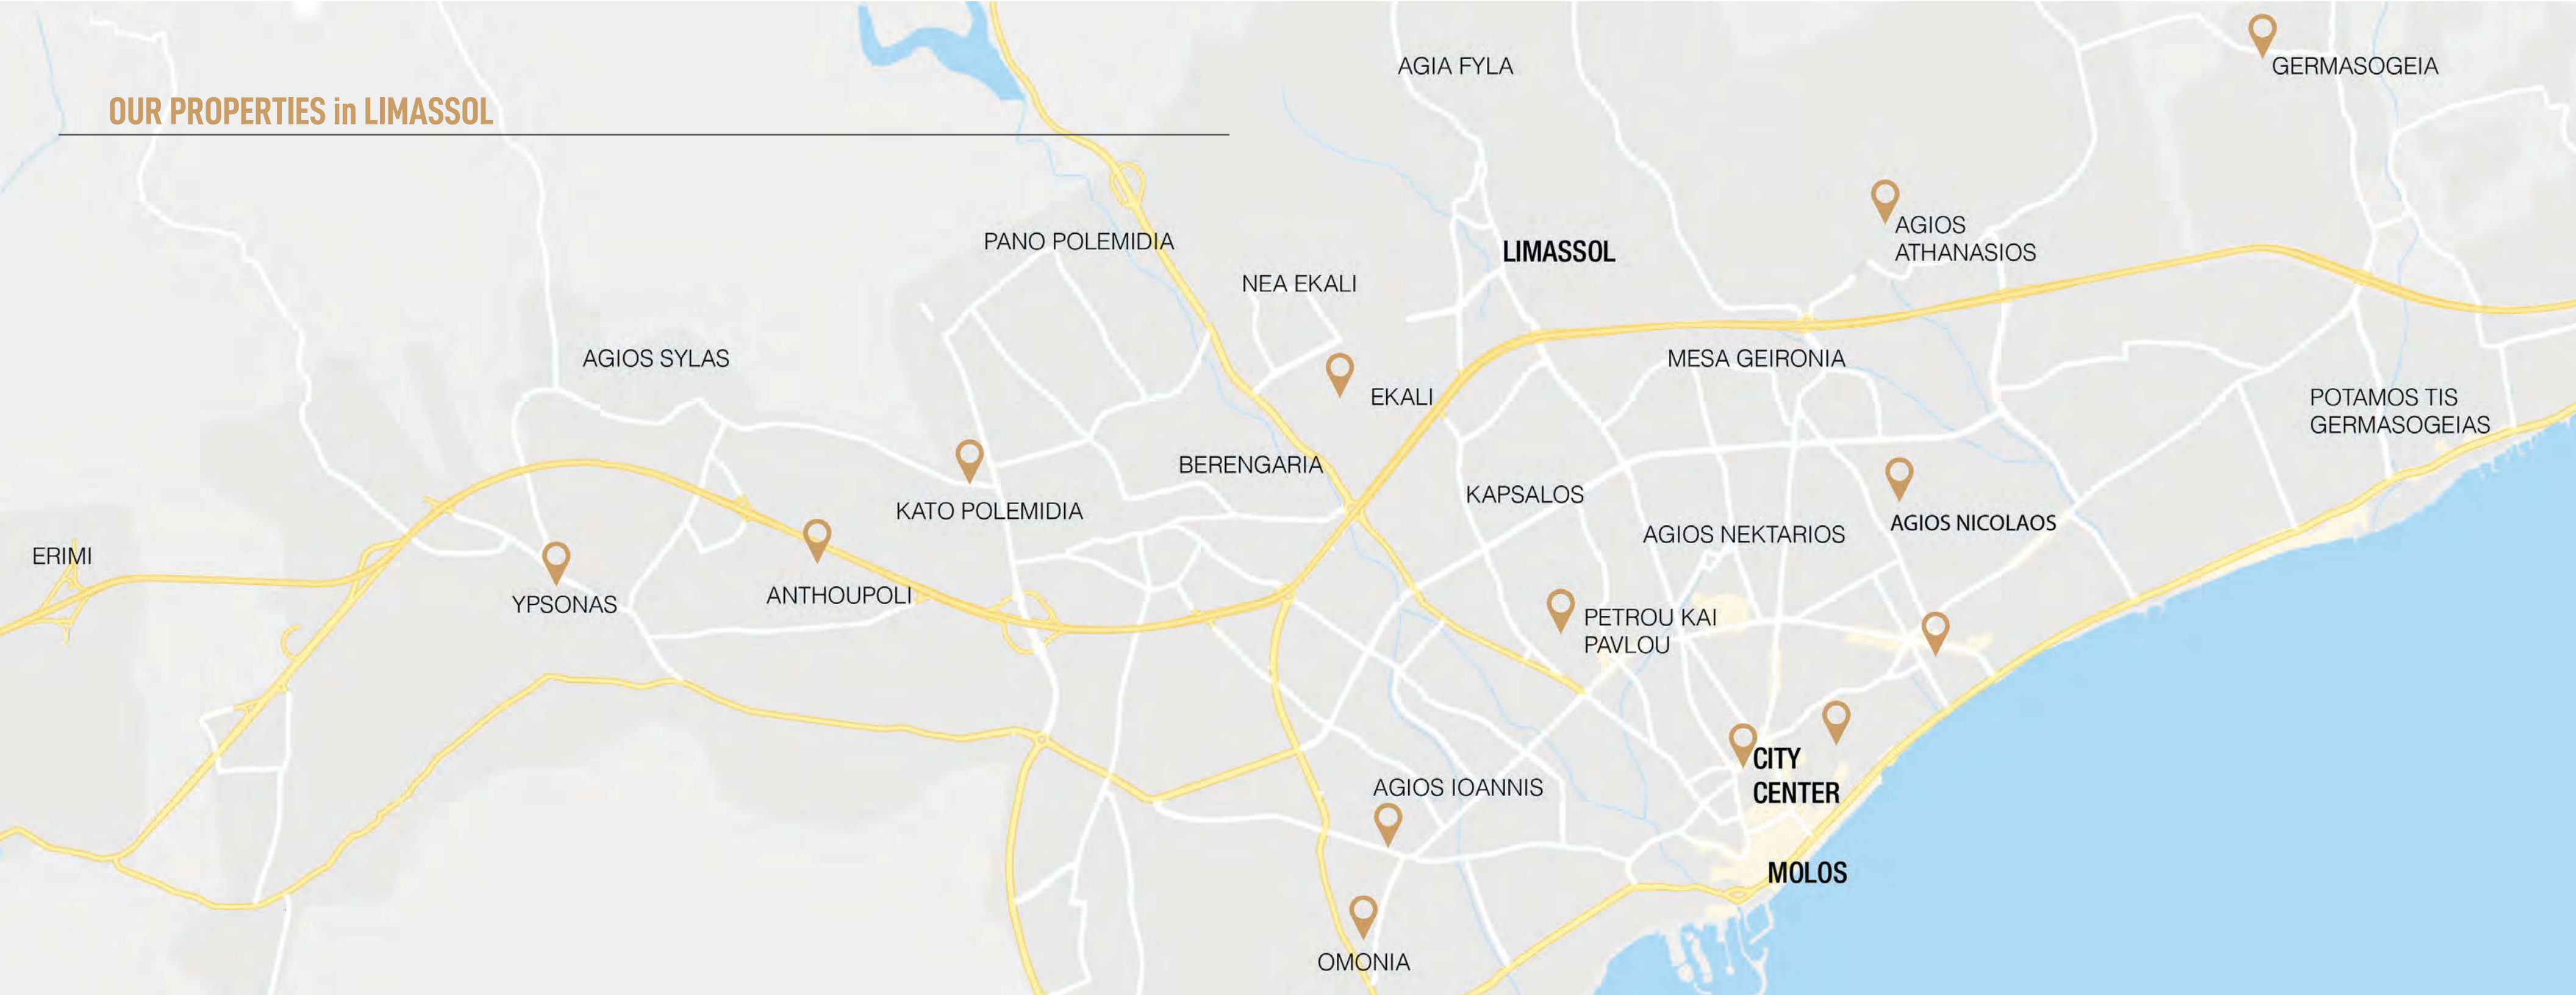 AGIA FYLA
GERMASOGEIA
OUR PROPERTIES in LIMASSOL
AGIOS
ATHANASIOS
PANO POLEMIDIA
LIMASSOL
NEA EKALI
AGIOS SYLAS
MESA GEIRONIA
EKALI
POTAMOS TIS
GERMASOGEIAS
BERENGARIA
KAPSALOS
KATO POLEMIDIA
AGIOS NICOLAOS
AGIOS NEKTARIOS
ERIMI
ANTHOUPOLI
YPSONAS
PETROU KAI
PAVLOU
CITY
CENTER
AGIOS IOANNIS
MOLOS
OMONIA